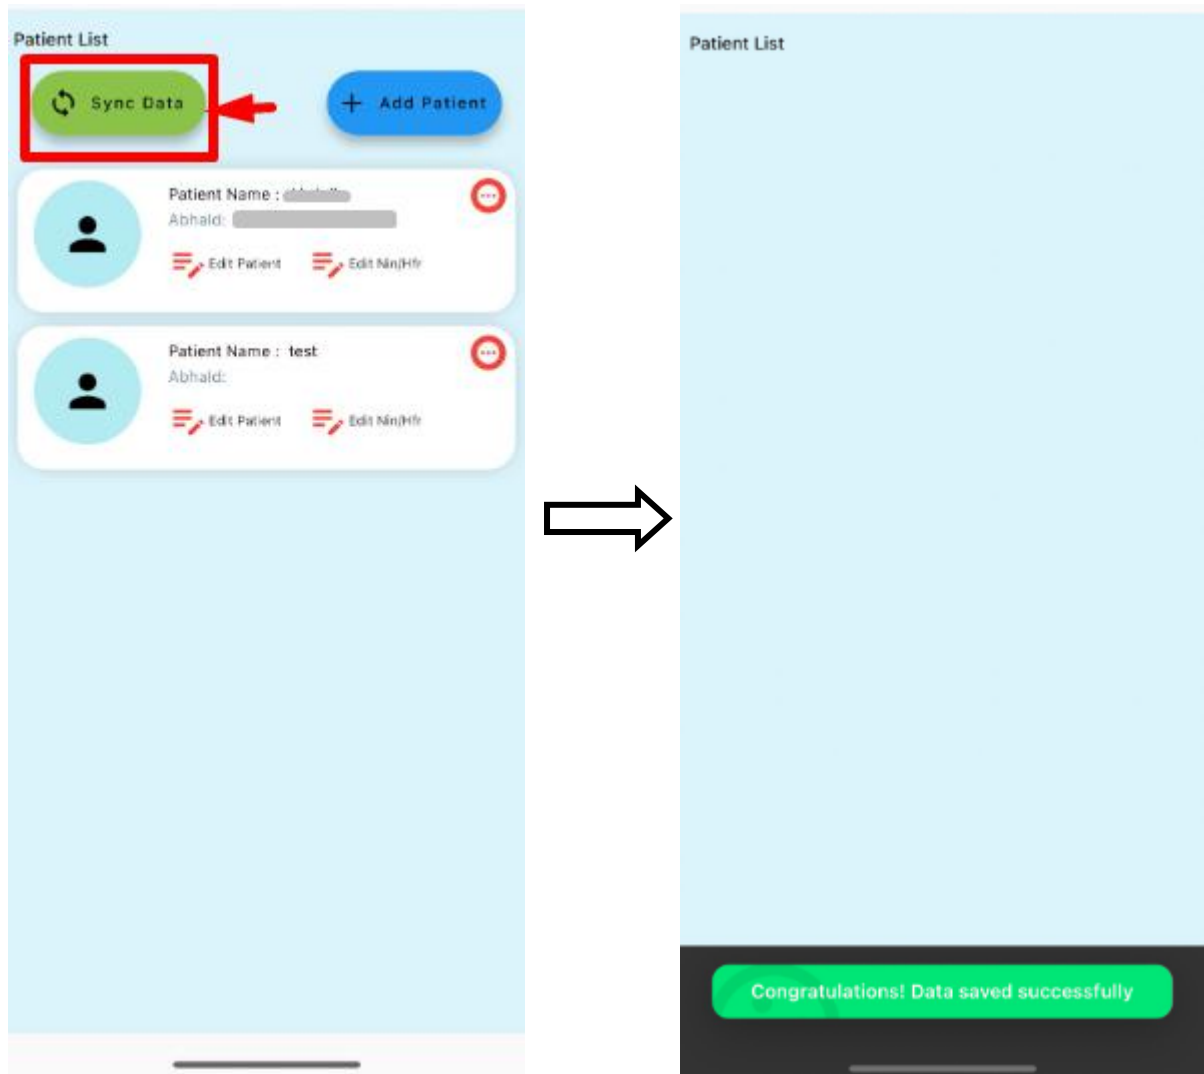 Patient List
Sync Data
Add Patient
Patient Name :
AbhaId:
Edit Patient
Edit Nin/Hfr
Patient Name : test
AbhaId:
Edit Patient
Edit Nin/Hfr
Patient List
Congratulations! Data saved successfully